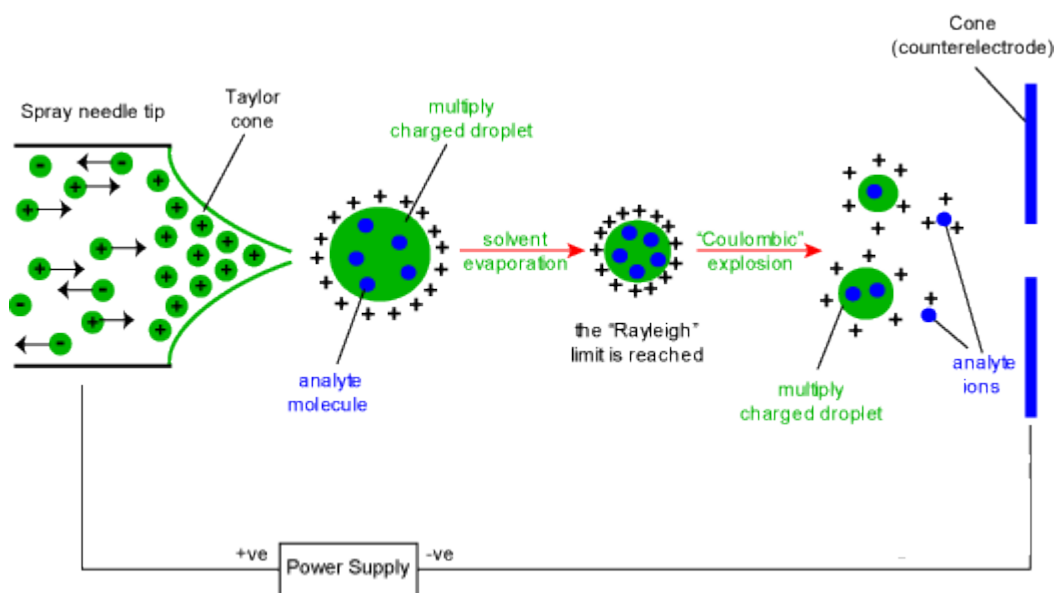 Cone
(counterelectrode)
Spray needle tip
Taylor
cone
multiply
charged droplet
solvent
evaporation
"Coulombic"
explosion
the "Rayleigh"
limit is reached
analyte
molecule
multiply
charged droplet
analyte
ions
+ve
Power Supply
-ve